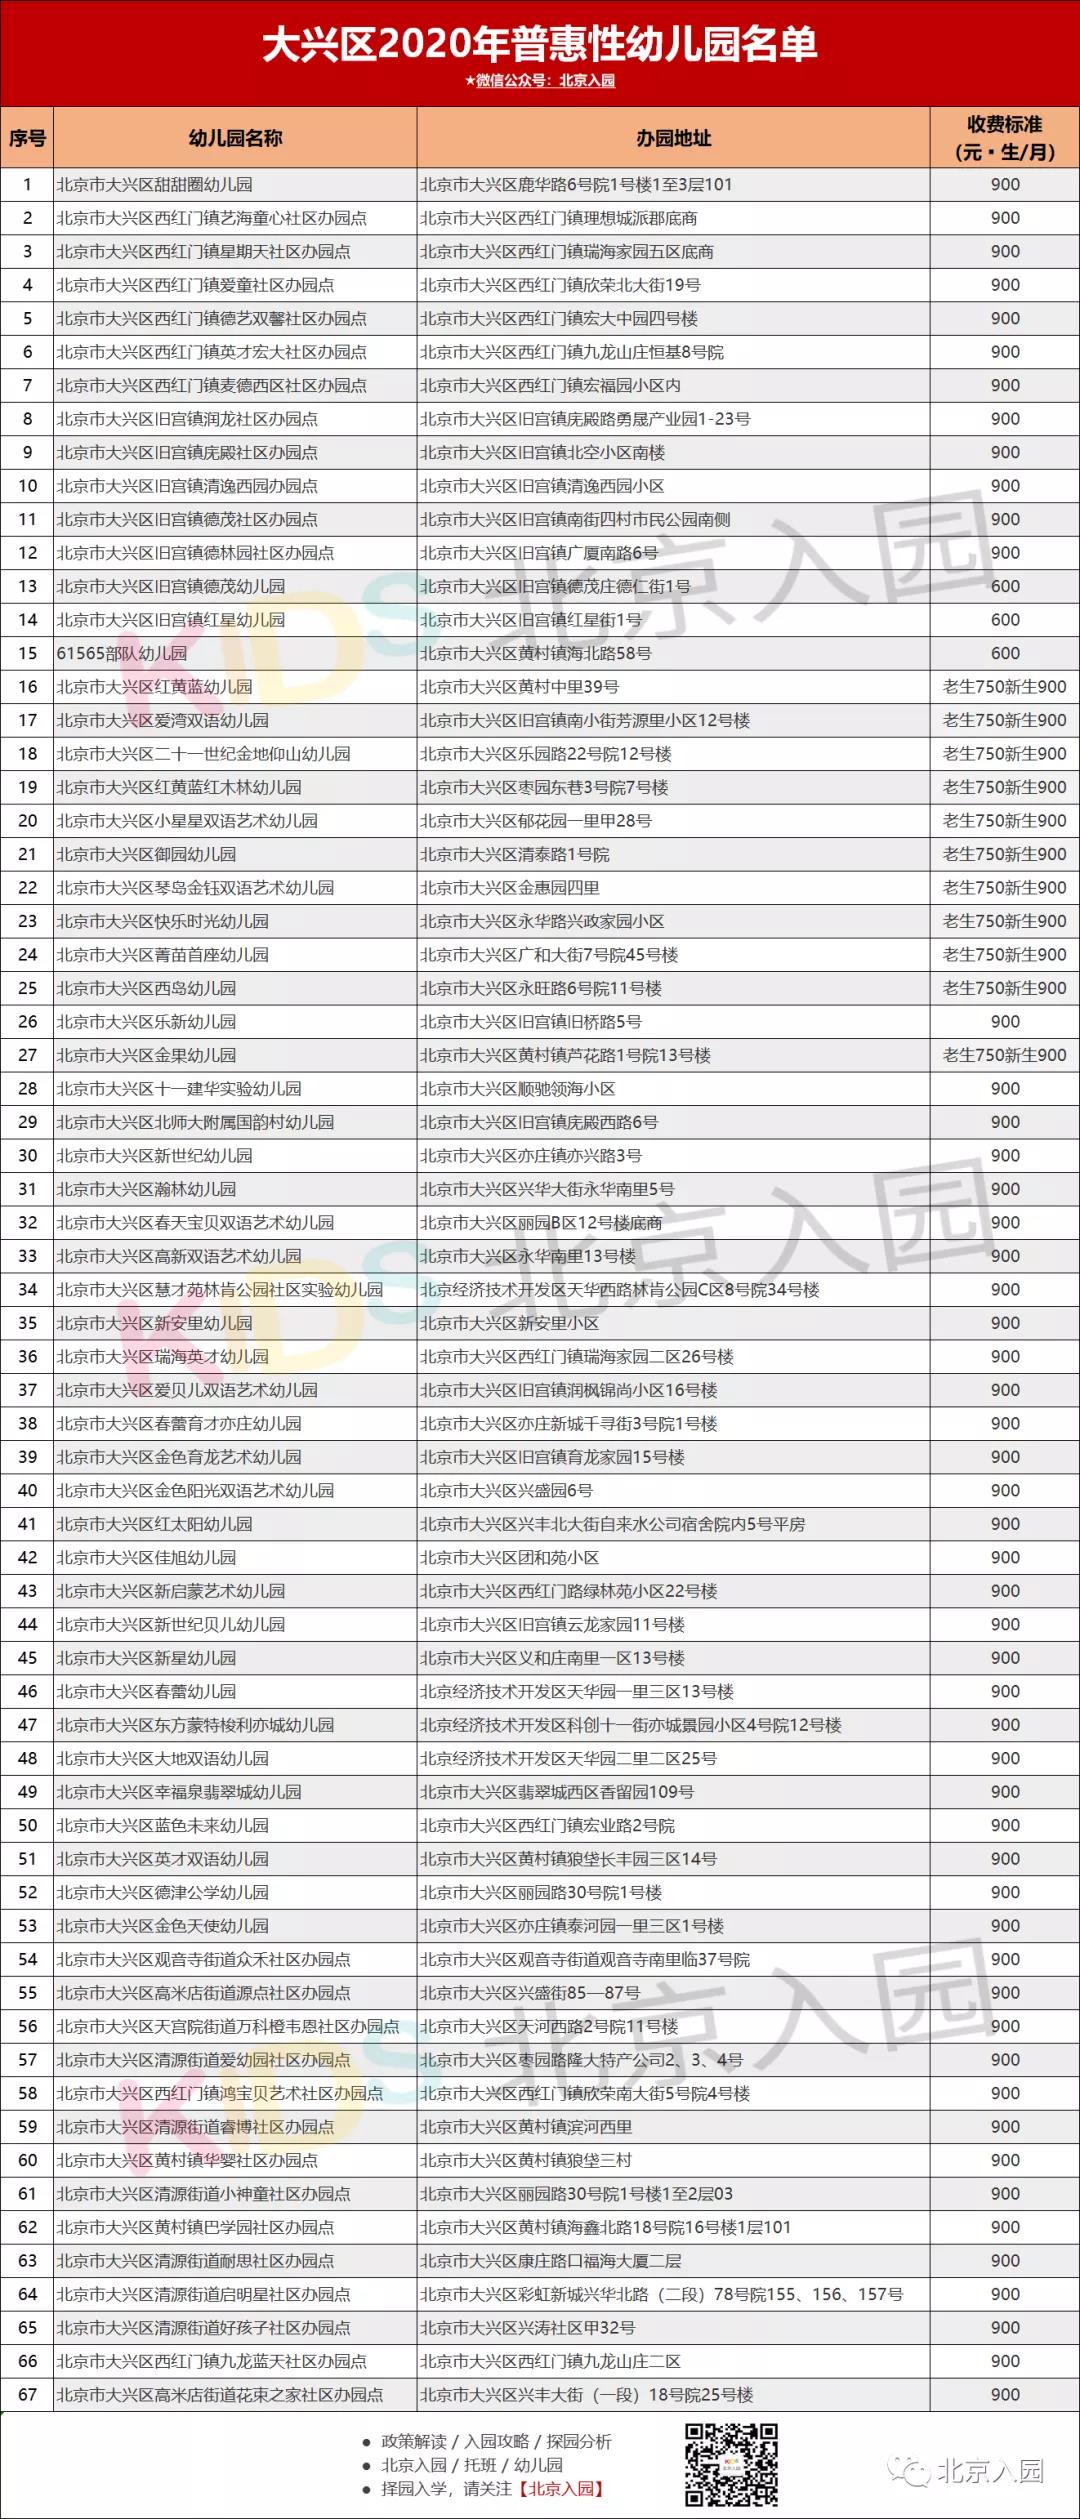 大兴区2020年普惠性幼儿园名单
★微信公众号：北京入园
序号 幼儿园名称 办园地址 收费标准
(元·生/月)
1 北京市大兴区甜甜圈幼儿园 北京市大兴区鹿华路6号院1号楼1至3层101 900
2 北京市大兴区西红门镇艺海童心社区办园点 北京市大兴区西红门镇理想城派郡底商 900
3 北京市大兴区西红门镇星期天社区办园点 北京市大兴区西红门镇瑞海家园五区底商 900
4 北京市大兴区西红门镇爱童社区办园点 北京市大兴区西红门镇欣荣北大街19号 900
5 北京市大兴区西红门镇德艺双馨社区办园点 北京市大兴区西红门镇宏大中园四号楼 900
6 北京市大兴区西红门镇英才宏大社区办园点 北京市大兴区西红门镇九龙山庄恒基8号院 900
7 北京市大兴区西红门镇麦德西区社区办园点 北京市大兴区西红门镇宏福园小区内 900
8 北京市大兴区旧宫镇润龙社区办园点 北京市大兴区旧宫镇庑殿路勇晟产业园1-23号 900
9 北京市大兴区旧宫镇庑殿社区办园点 北京市大兴区旧宫镇北空小区南楼 900
10 北京市大兴区旧宫镇清逸西园办园点 北京市大兴区旧宫镇清逸西园小区 900
11 北京市大兴区旧宫镇德茂社区办园点 北京市大兴区旧宫镇南街四村市民公园南侧 900
12 北京市大兴区旧宫镇德林园社区办园点 北京市大兴区旧宫镇广厦南路6号 900
13 北京市大兴区旧宫镇德茂幼儿园 北京市大兴区旧宫镇德茂庄德仁街1号 600
14 北京市大兴区旧宫镇红星幼儿园 北京市大兴区旧宫镇红星街1号 600
15 61565部队幼儿园 北京市大兴区黄村镇海北路58号 600
16 北京市大兴区红黄蓝幼儿园 北京市大兴区黄村中里39号 老生750新生900
17 北京市大兴区爱湾双语幼儿园 北京市大兴区旧宫镇南小街芳源里小区12号楼 老生750新生900
18 北京市大兴区二十一世纪金地仰山幼儿园 北京市大兴区乐园路22号院12号楼 老生750新生900
19 北京市大兴区红黄蓝红木林幼儿园 北京市大兴区枣园东巷3号院7号楼 老生750新生900
20 北京市大兴区小星星双语艺术幼儿园 北京市大兴区郁花园一里甲28号 老生750新生900
21 北京市大兴区御园幼儿园 北京市大兴区清泰路1号院 老生750新生900
22 北京市大兴区琴岛金钰双语艺术幼儿园 北京市大兴区金惠园四里 老生750新生900
23 北京市大兴区快乐时光幼儿园 北京市大兴区永华路兴政家园小区 老生750新生900
24 北京市大兴区菁苗首座幼儿园 北京市大兴区广和大街7号院45号楼 老生750新生900
25 北京市大兴区西岛幼儿园 北京市大兴区永旺路6号院11号楼 老生750新生900
26 北京市大兴区乐新幼儿园 北京市大兴区旧宫镇旧桥路5号 900
27 北京市大兴区金果幼儿园 北京市大兴区黄村镇芦花路1号院13号楼 老生750新生900
28 北京市大兴区十一建华实验幼儿园 北京市大兴区顺驰领海小区 900
29 北京市大兴区北师大附属国韵村幼儿园 北京市大兴区旧宫镇庑殿西路6号 900
30 北京市大兴区新世纪幼儿园 北京市大兴区亦庄镇亦兴路3号 900
31 北京市大兴区瀚林幼儿园 北京市大兴区兴华大街永华南里5号 900
32 北京市大兴区春天宝贝双语艺术幼儿园 北京市大兴区丽园B区12号楼底商 900
33 北京市大兴区高新双语艺术幼儿园 北京市大兴区永华南里13号楼 900
34 北京市大兴区慧才苑林肯公园社区实验幼儿园 北京经济技术开发区天华西路林肯公园C区8号院34号楼 900
35 北京市大兴区新安里幼儿园 北京市大兴区新安里小区 900
36 北京市大兴区瑞海英才幼儿园 北京市大兴区西红门镇瑞海家园二区26号楼 900
37 北京市大兴区爱贝儿双语艺术幼儿园 北京市大兴区旧宫镇润枫锦尚小区16号楼 900
38 北京市大兴区春蕾育才亦庄幼儿园 北京市大兴区亦庄新城千寻街3号院1号楼 900
39 北京市大兴区金色育龙艺术幼儿园 北京市大兴区旧宫镇育龙家园15号楼 900
40 北京市大兴区金色阳光双语艺术幼儿园 北京市大兴区兴盛园6号 900
41 北京市大兴区红太阳幼儿园 北京市大兴区兴丰北大街自来水公司宿舍院内5号平房 900
42 北京市大兴区佳旭幼儿园 北京市大兴区团和苑小区 900
43 北京市大兴区新启蒙艺术幼儿园 北京市大兴区西红门路绿林苑小区22号楼 900
44 北京市大兴区新世纪贝儿幼儿园 北京市大兴区旧宫镇云龙家园11号楼 900
45 北京市大兴区新星幼儿园 北京市大兴区义和庄南里一区13号楼 900
46 北京市大兴区春蕾幼儿园 北京经济技术开发区天华园一里三区13号楼 900
47 北京市大兴区东方蒙特梭利亦城幼儿园 北京经济技术开发区科创十一街亦城景园小区4号院12号楼 900
48 北京市大兴区大地双语幼儿园 北京经济技术开发区天华园二里二区25号 900
49 北京市大兴区幸福泉翡翠城幼儿园 北京市大兴区翡翠城西区香留园109号 900
50 北京市大兴区蓝色未来幼儿园 北京市大兴区西红门镇宏业路2号院 900
51 北京市大兴区英才双语幼儿园 北京市大兴区黄村镇狼垡长丰园三区14号 900
52 北京市大兴区德津公学幼儿园 北京市大兴区丽园路30号院1号楼 900
53 北京市大兴区金色天使幼儿园 北京市大兴区亦庄镇泰河园一里三区1号楼 900
54 北京市大兴区观音寺街道众禾社区办园点 北京市大兴区观音寺街道观音寺南里临37号院 900
55 北京市大兴区高米店街道源点社区办园点 北京市大兴区兴盛街85—87号 900
56 北京市大兴区天宫院街道万科橙韦恩社区办园点 北京市大兴区天河西路2号院11号楼 900
57 北京市大兴区清源街道爱幼园社区办园点 北京市大兴区枣园路隆大特产公司2、3、4号 900
58 北京市大兴区西红门镇鸿宝贝艺术社区办园点 北京市大兴区西红门镇欣荣南大街5号院4号楼 900
59 北京市大兴区清源街道睿博社区办园点 北京市大兴区黄村镇滨河西里 900
60 北京市大兴区黄村镇华婴社区办园点 北京市大兴区黄村镇狼垡三村 900
61 北京市大兴区清源街道小神童社区办园点 北京市大兴区丽园路30号院1号楼1至2层03 900
62 北京市大兴区黄村镇巴学园社区办园点 北京市大兴区黄村镇海鑫北路18号院16号楼1层101 900
63 北京市大兴区清源街道耐思社区办园点 北京市大兴区康庄路口福海大厦二层 900
64 北京市大兴区清源街道启明星社区办园点 北京市大兴区彩虹新城兴华北路（二段）78号院155、156、157号 900
65 北京市大兴区清源街道好孩子社区办园点 北京市大兴区兴涛社区甲32号 900
66 北京市大兴区西红门镇九龙蓝天社区办园点 北京市大兴区西红门镇九龙山庄二区 900
67 北京市大兴区高米店街道花束之家社区办园点 北京市大兴区兴丰大街（一段）18号院25号楼 900
KIDS 北京入园
KIDS 北京入园
KIDS 北京入园
● 政策解读 / 入园攻略 / 探园分析
● 北京入园 / 托班 / 幼儿园
● 择园入学，请关注【北京入园】
KIDS
北京入园